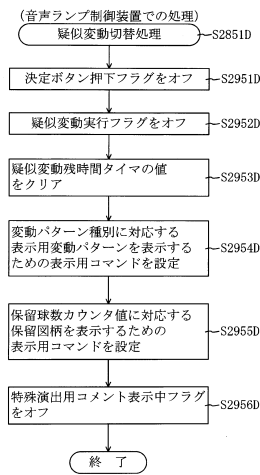 （音声ランプ制御装置での処理）
疑似変動切替処理
S2851D
決定ボタン押下フラグをオフ
S2951D
疑似変動実行フラグをオフ
S2952D
疑似変動残時間タイマの値
をクリア
S2953D
変動パターン種別に対応する
表示用変動パターンを表示する
ための表示用コマンドを設定
S2954D
保留球数カウンタ値に対応する
保留図柄を表示するための
表示用コマンドを設定
S2955D
特殊演出用コメント表示中フラグ
をオフ
S2956D
終了